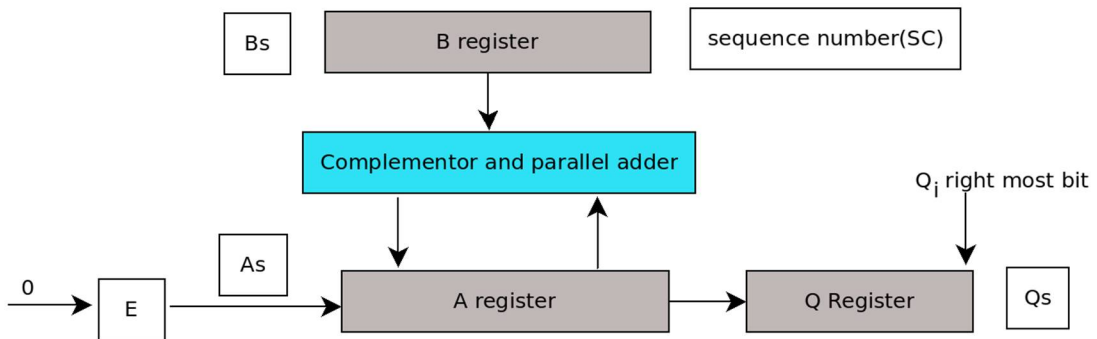 Bs
B register
sequence number(SC)
Complementor and parallel adder
Qi right most bit
As
0
E
A register
Q Register
Qs